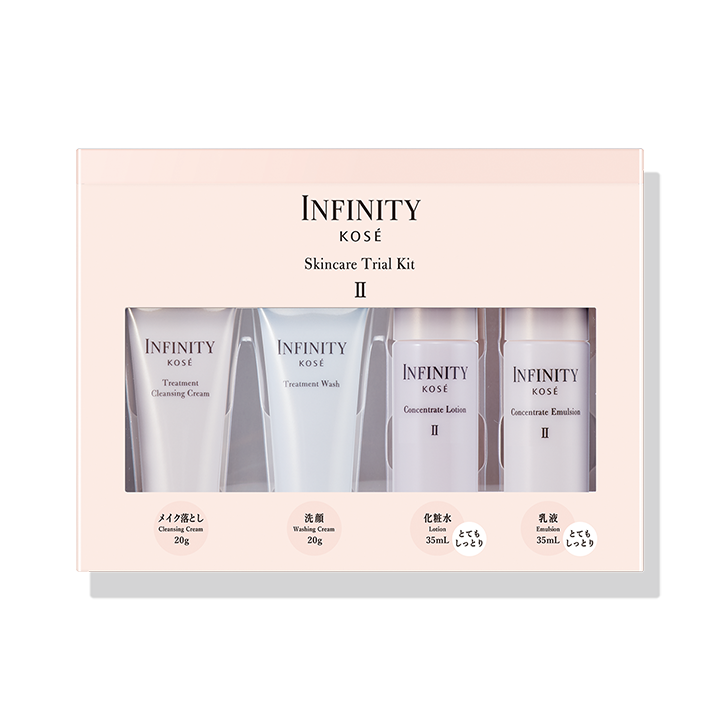 INFINITY
KOSÉ
Skincare Trial Kit
II
INFINITY
KOSÉ
Treatment
Cleansing Cream
INFINITY
KOSÉ
Treatment Wash
INFINITY
KOSÉ
Concentrate Lotion
II
INFINITY
KOSÉ
Concentrate Emulsion
II
メイク落とし
Cleansing Cream
20g
洗顔
Washing Cream
20g
化粧水
Lotion
35mL
とても
しっとり
乳液
Emulsion
35mL
とても
しっとり